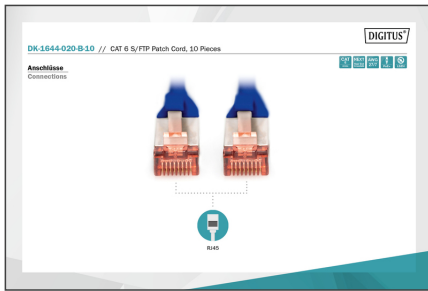 DIGITUS®
DK-1644-020-B-10 // CAT 6 S/FTP Patch Cord, 10 Pieces
Anschlüsse
Connections
RJ45